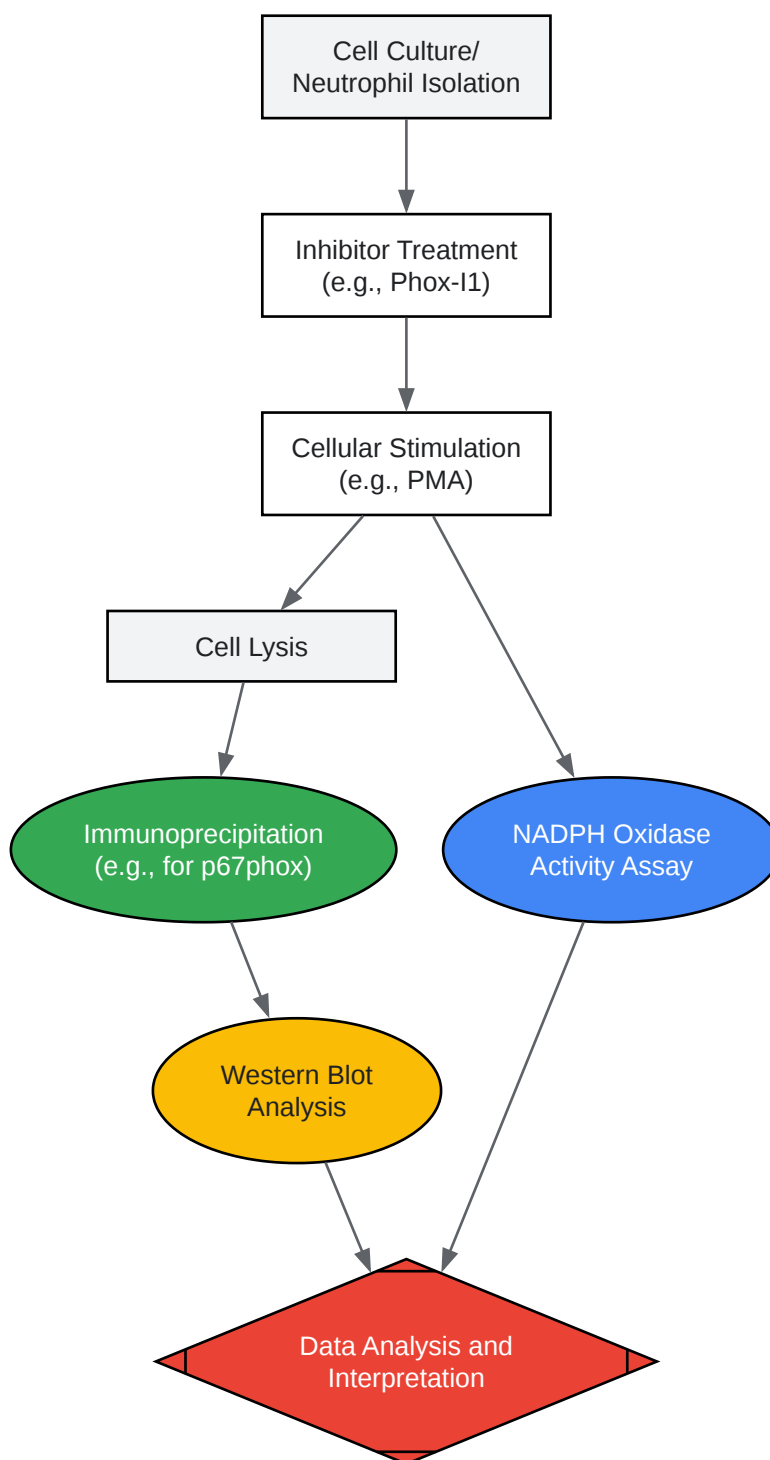 Cell Culture/
Neutrophil Isolation
Inhibitor Treatment
(e.g., Phox-I1)
Cellular Stimulation
(e.g., PMA)
Cell Lysis
Immunoprecipitation
(e.g., for p67phox)
NADPH Oxidase
Activity Assay
Western Blot
Analysis
Data Analysis and
Interpretation